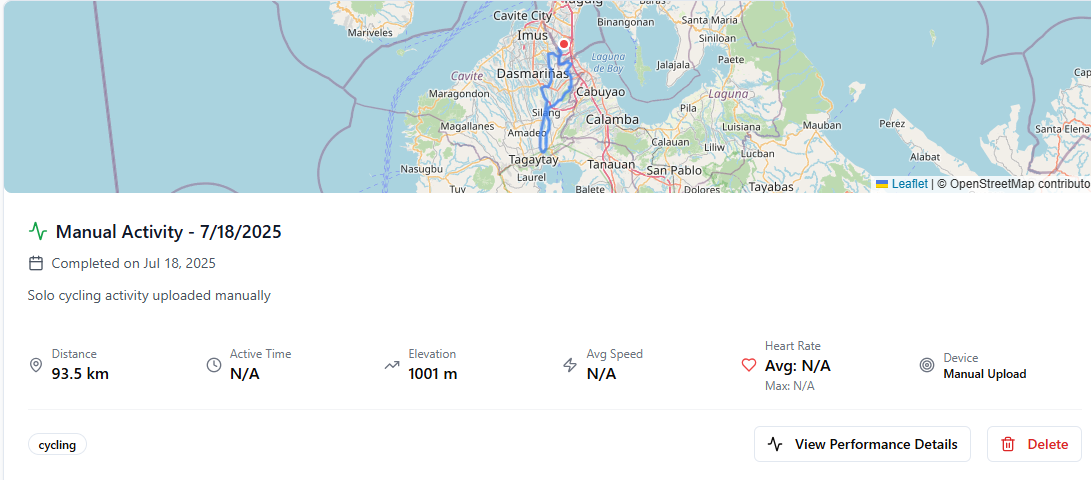 Cavite City
Mariveles
Imus
Binangonan
Santa Maria
Siniloan
Laguna
de Bay
Jalajala
Paete
Cavite
Dasmariñas
Maragondon
Cabuyao
Laguna
Pila
Silang
Calamba
Magallanes
Amadeo
Luisiana
Mauban
Perez
Santa Elena
Calauan
Liliw
Lucban
Alabat
Nasugbu
Tagaytay
Tanauan
San Pablo
Laurel
Tuy
Balete
Dolores
Tayabas
Leaflet | © OpenStreetMap contributo
Manual Activity - 7/18/2025
Completed on Jul 18, 2025
Solo cycling activity uploaded manually
Distance
93.5 km
Active Time
N/A
Elevation
1001 m
Avg Speed
N/A
Heart Rate
Avg: N/A
Max: N/A
Device
Manual Upload
cycling
View Performance Details
Delete